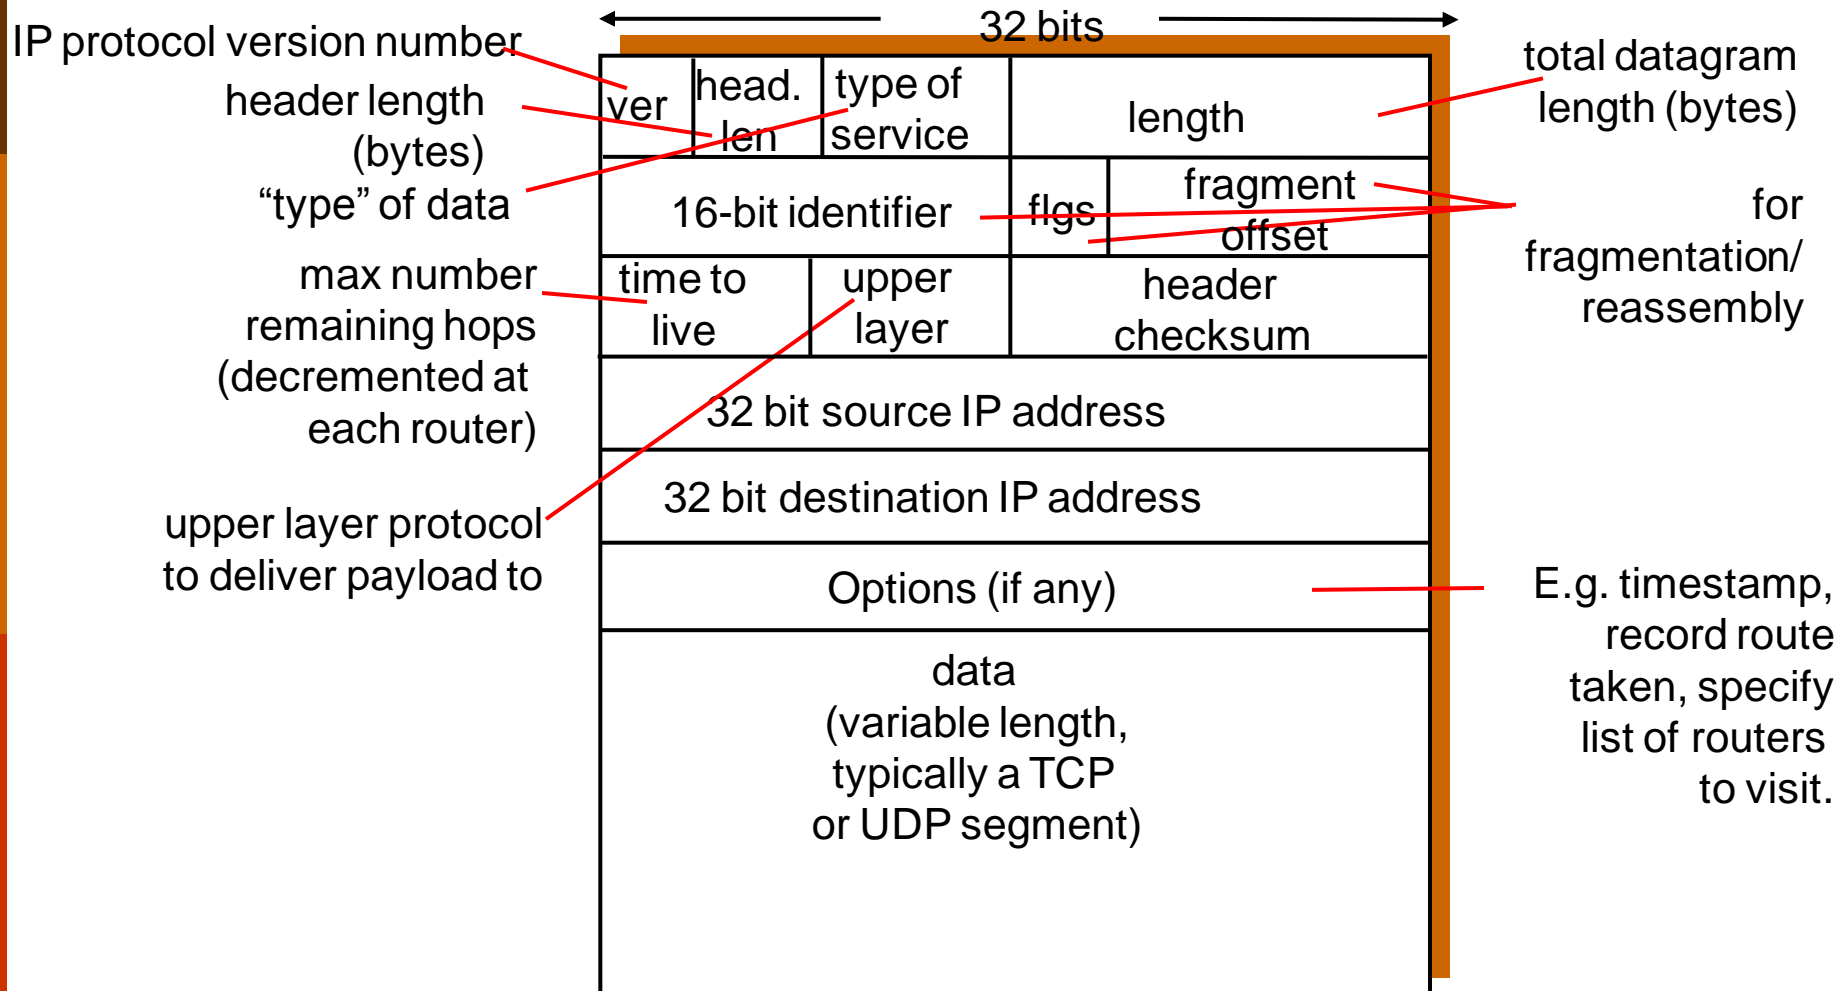 32 bits
IP protocol version number
header length
(bytes)
“type” of data
max number
remaining hops
(decremented at
each router)
upper layer protocol
to deliver payload to
ver
head.
len
type of
service
length
16-bit identifier
flgs
fragment
offset
time to
live
upper
layer
header
checksum
32 bit source IP address
32 bit destination IP address
Options (if any)
data
(variable length,
typically a TCP
or UDP segment)
total datagram
length (bytes)
for
fragmentation/
reassembly
E.g. timestamp,
record route
taken, specify
list of routers
to visit.